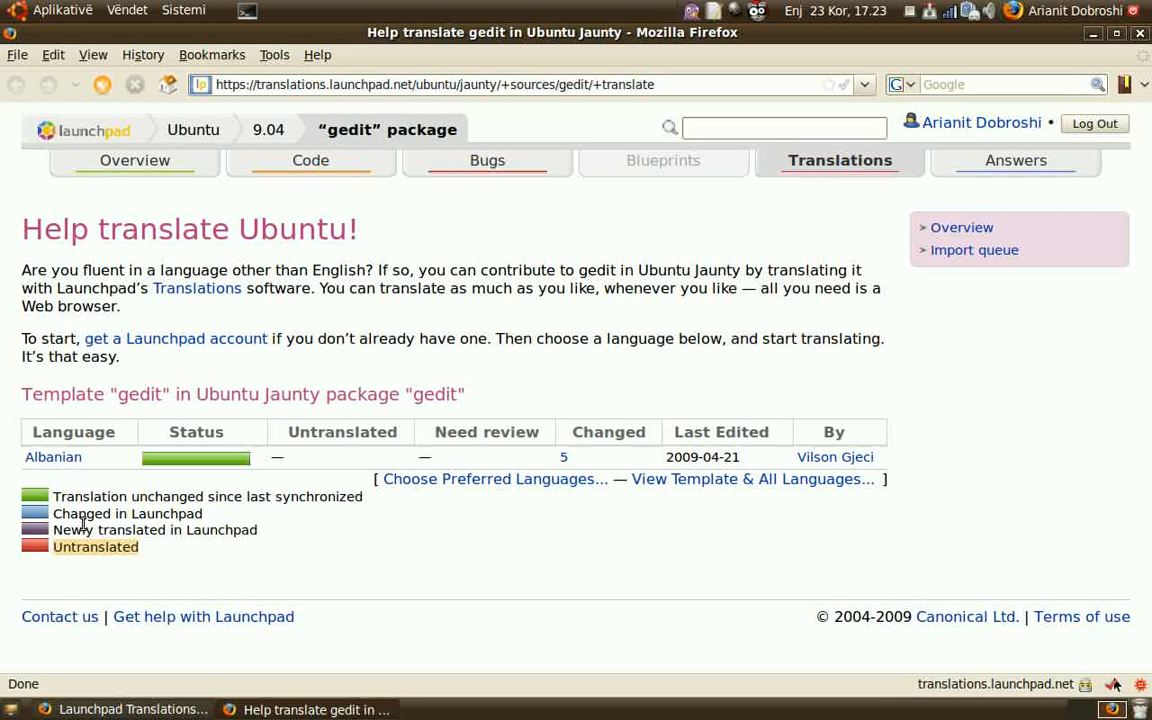 Aplikativë Vëndet Sistemi Enj 23 Kor, 17.23 Arianit Dobroshi
Help translate gedit in Ubuntu Jaunty - Mozilla Firefox
File Edit View History Bookmarks Tools Help
lp https://translations.launchpad.net/ubuntu/jaunty/+sources/gedit/+translate G Google
launchpad Ubuntu 9.04 “gedit” package Arianit Dobroshi • Log Out
Overview Code Bugs Blueprints Translations Answers
Help translate Ubuntu!
> Overview
> Import queue
Are you fluent in a language other than English? If so, you can contribute to gedit in Ubuntu Jaunty by translating it
with Launchpad’s Translations software. You can translate as much as you like, whenever you like — all you need is a
Web browser.
To start, get a Launchpad account if you don’t already have one. Then choose a language below, and start translating.
It’s that easy.
Template "gedit" in Ubuntu Jaunty package "gedit"
Language Status Untranslated Need review Changed Last Edited By
Albanian — — 5 2009-04-21 Vilson Gjeci
[ Choose Preferred Languages... — View Template & All Languages... ]
Translation unchanged since last synchronized
Changed in Launchpad
Newly translated in Launchpad
Untranslated
Contact us | Get help with Launchpad © 2004-2009 Canonical Ltd. | Terms of use
Done translations.launchpad.net
Launchpad Translations... Help translate gedit in ...